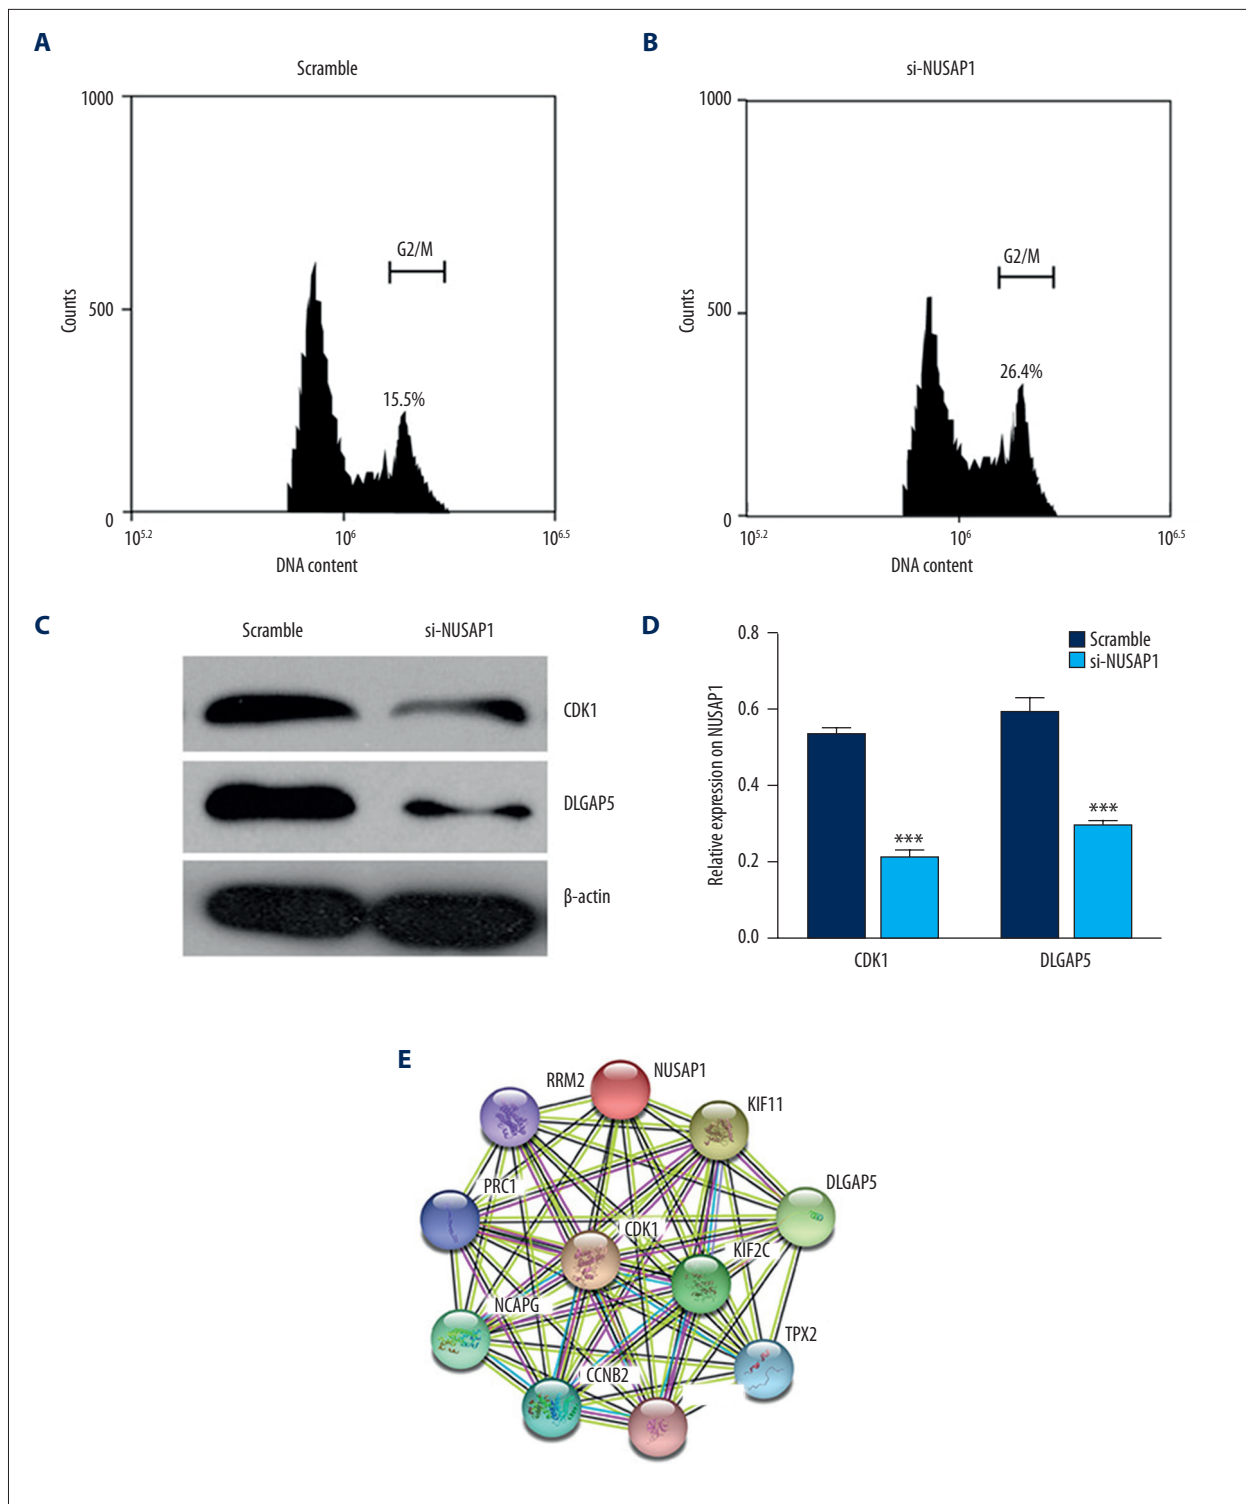 A
Scramble
1000
500
0
Counts
G2/M
15.5%
10^5.2
10^6
10^6.5
DNA content
B
si-NUSAP1
1000
500
0
Counts
G2/M
26.4%
10^5.2
10^6
10^6.5
DNA content
C
Scramble
si-NUSAP1
CDK1
DLGAP5
β-actin
D
0.8
0.6
0.4
0.2
0.0
Relative expression on NUSAP1
Scramble
si-NUSAP1
***
***
CDK1
DLGAP5
E
RRM2
NUSAP1
KIF11
PRC1
DLGAP5
CDK1
KIF2C
NCAPG
TPX2
CCNB2